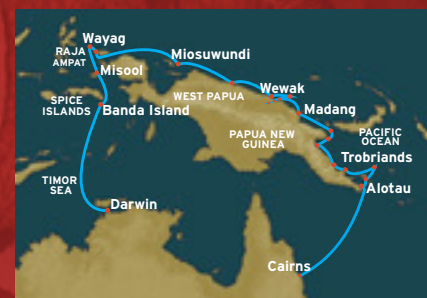 Wayag
RAJA
AMPAT
Miosuwundi
Misool
WEST PAPUA
Wewak
SPICE
ISLANDS
Banda Island
Madang
PAPUA NEW
GUINEA
PACIFIC
OCEAN
Trobriands
TIMOR
SEA
Alotau
Darwin
Cairns